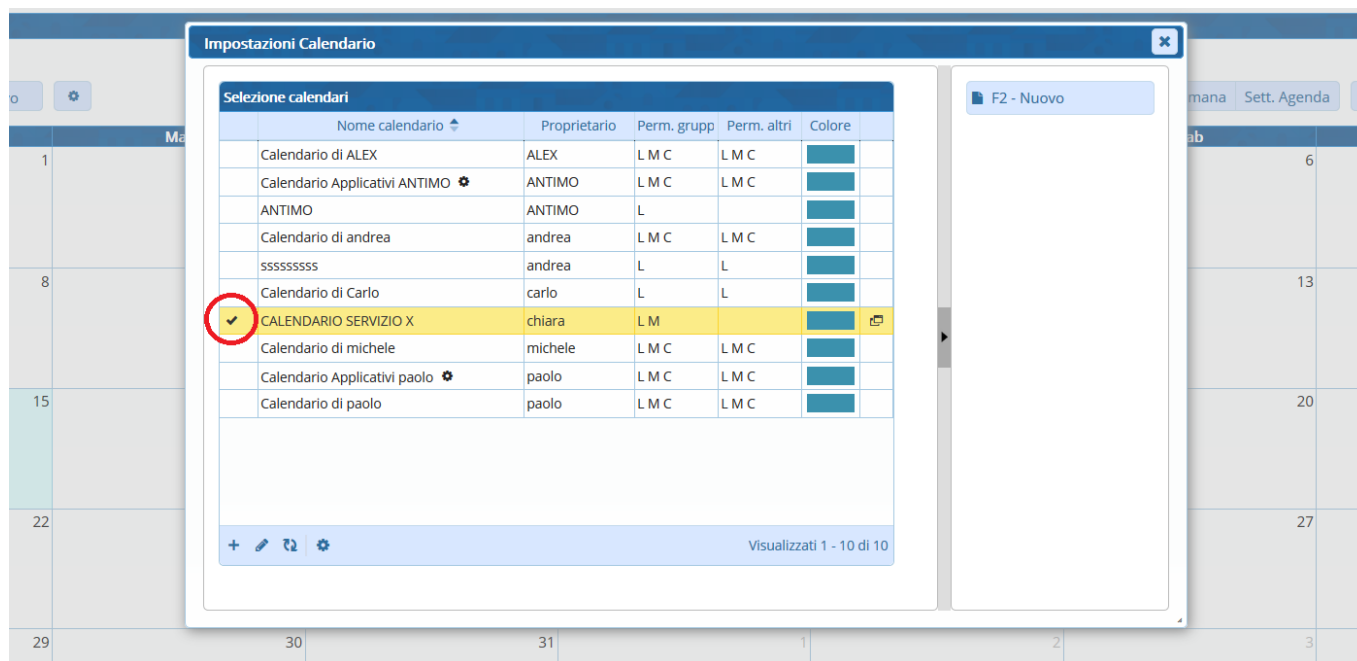 Impostazioni Calendario
Selezione calendari
F2 - Nuovo
mana Sett. Agenda
Nome calendario Proprietario Perm. grupp Perm. altri Colore
Ma
ab
1
6
Calendario di ALEX ALEX L M C L M C
Calendario Applicativi ANTIMO ANTIMO L M C L M C
ANTIMO ANTIMO L
Calendario di andrea andrea L M C L M C
sssssssss andrea L L
8
13
Calendario di Carlo carlo L L
CALENDARIO SERVIZIO X chiara L M
Calendario di michele michele L M C L M C
Calendario Applicativi paolo paolo L M C L M C
Calendario di paolo paolo L M C L M C
15
20
22
27
Visualizzati 1 - 10 di 10
29 30 31 1 2 3